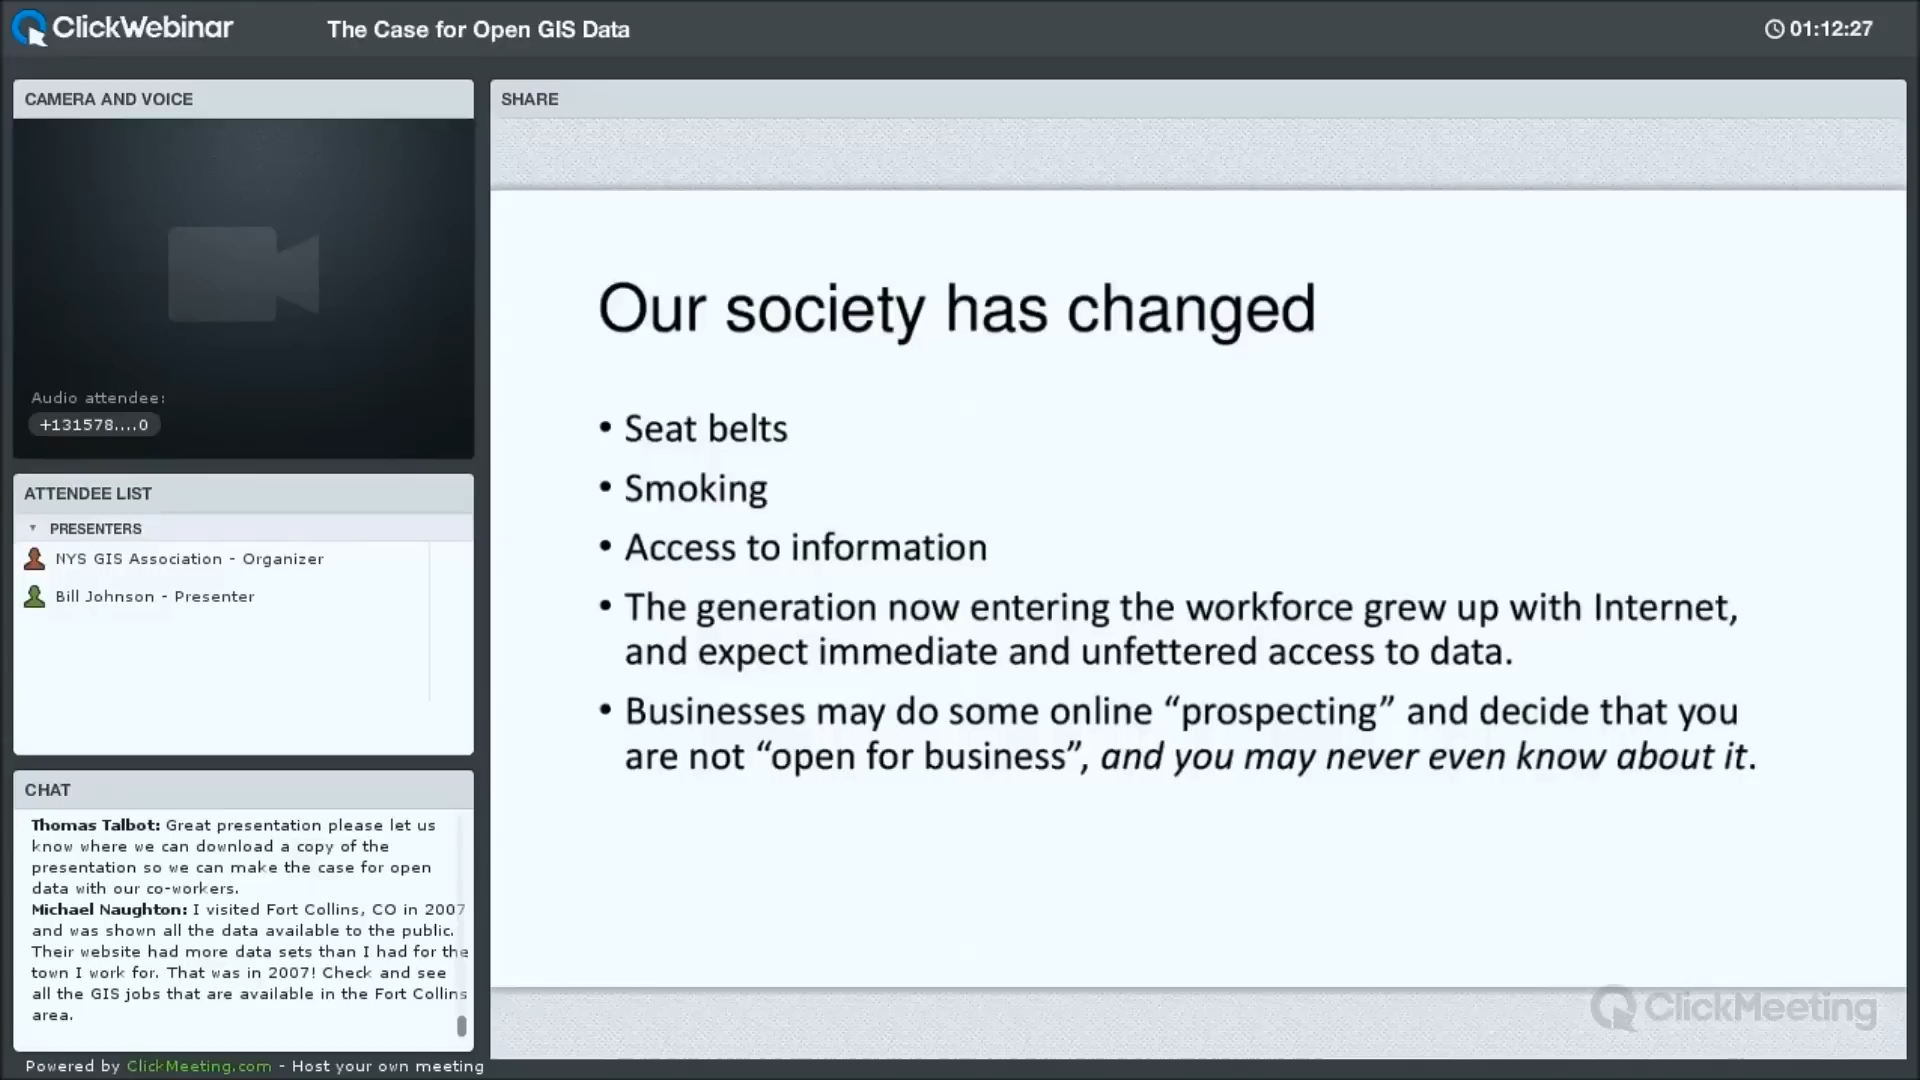 ClickWebinar
The Case for Open GIS Data
01:12:27
CAMERA AND VOICE
Audio attendee:
+131578....0
ATTENDEE LIST
PRESENTERS
NYS GIS Association - Organizer
Bill Johnson - Presenter
CHAT
Thomas Talbot: Great presentation please let us
know where we can download a copy of the
presentation so we can make the case for open
data with our co-workers.
Michael Naughton: I visited Fort Collins, CO in 2007
and was shown all the data available to the public.
Their website had more data sets than I had for the
town I work for. That was in 2007! Check and see
all the GIS jobs that are available in the Fort Collins
area.
Powered by ClickMeeting.com - Host your own meeting
SHARE
Our society has changed
• Seat belts
• Smoking
• Access to information
• The generation now entering the workforce grew up with Internet,
and expect immediate and unfettered access to data.
• Businesses may do some online “prospecting” and decide that you
are not “open for business”, and you may never even know about it.
ClickMeeting